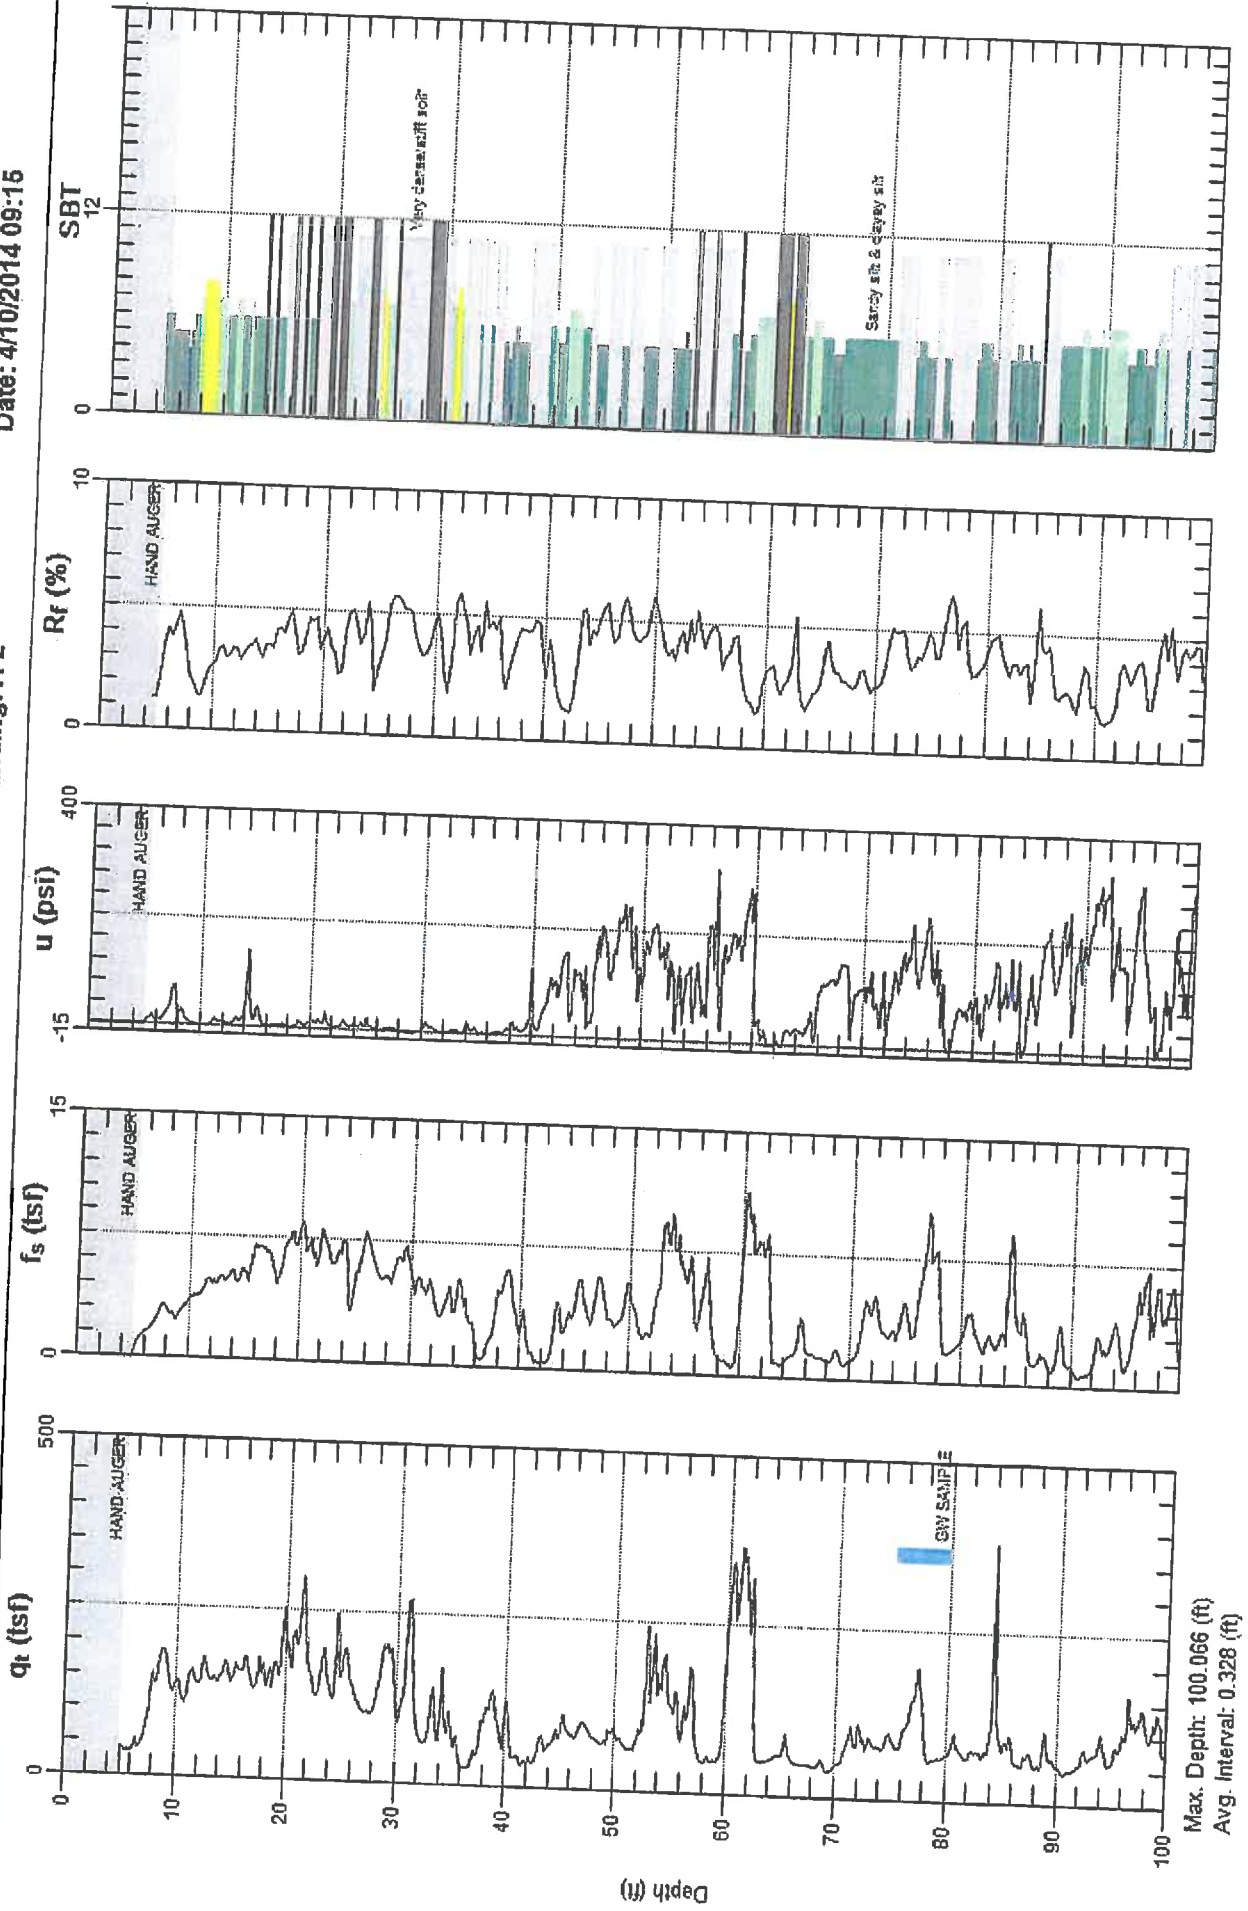 Date: 4/10/2014 09:15
qt (tsf)
0
500
HAND AUGER
GW SAMPLE
fs (tsf)
0
15
HAND AUGER
u (psi)
-15
400
HAND AUGER
Rf (%)
0
10
HAND AUGER
SBT
0
12
Very dense/stiff soil
Sandy silt & clayey silt
Depth (ft)
0
10
20
30
40
50
60
70
80
90
100
Max. Depth: 100.066 (ft)
Avg. Interval: 0.328 (ft)